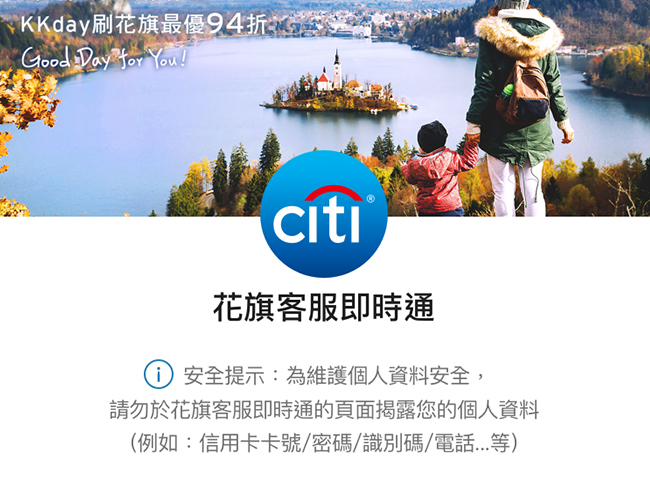 KKday刷花旗最優94折
Good Day for You!
citi®
花旗客服即時通
i 安全提示：為維護個人資料安全，
請勿於花旗客服即時通的頁面揭露您的個人資料
（例如：信用卡卡號/密碼/識別碼/電話...等）